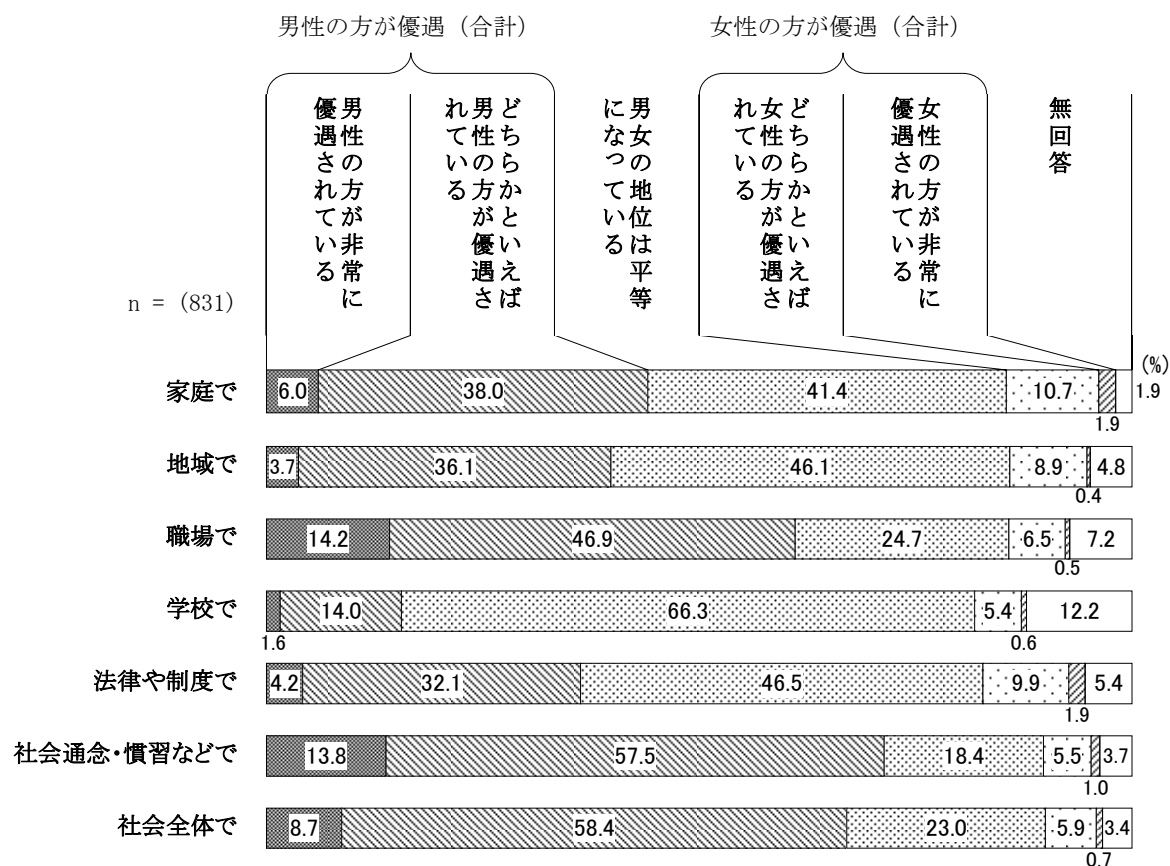 男性の方が優遇（合計）
女性の方が優遇（合計）
男性の方が非常に
優遇されている
どちらかといえば
男性の方が優遇さ
れている
男女の地位は平等
になっている
どちらかといえば
女性の方が優遇さ
れている
女性の方が非常に
優遇されている
無回答
n = (831)
(%)
家庭で 6.0 38.0 41.4 10.7 1.9
1.9
地域で 3.7 36.1 46.1 8.9 4.8
0.4
職場で 14.2 46.9 24.7 6.5 7.2
0.5
学校で 14.0 66.3 5.4 12.2
1.6 0.6
法律や制度で 4.2 32.1 46.5 9.9 5.4
1.9
社会通念・慣習などで 13.8 57.5 18.4 5.5 3.7
1.0
社会全体で 8.7 58.4 23.0 5.9 3.4
0.7